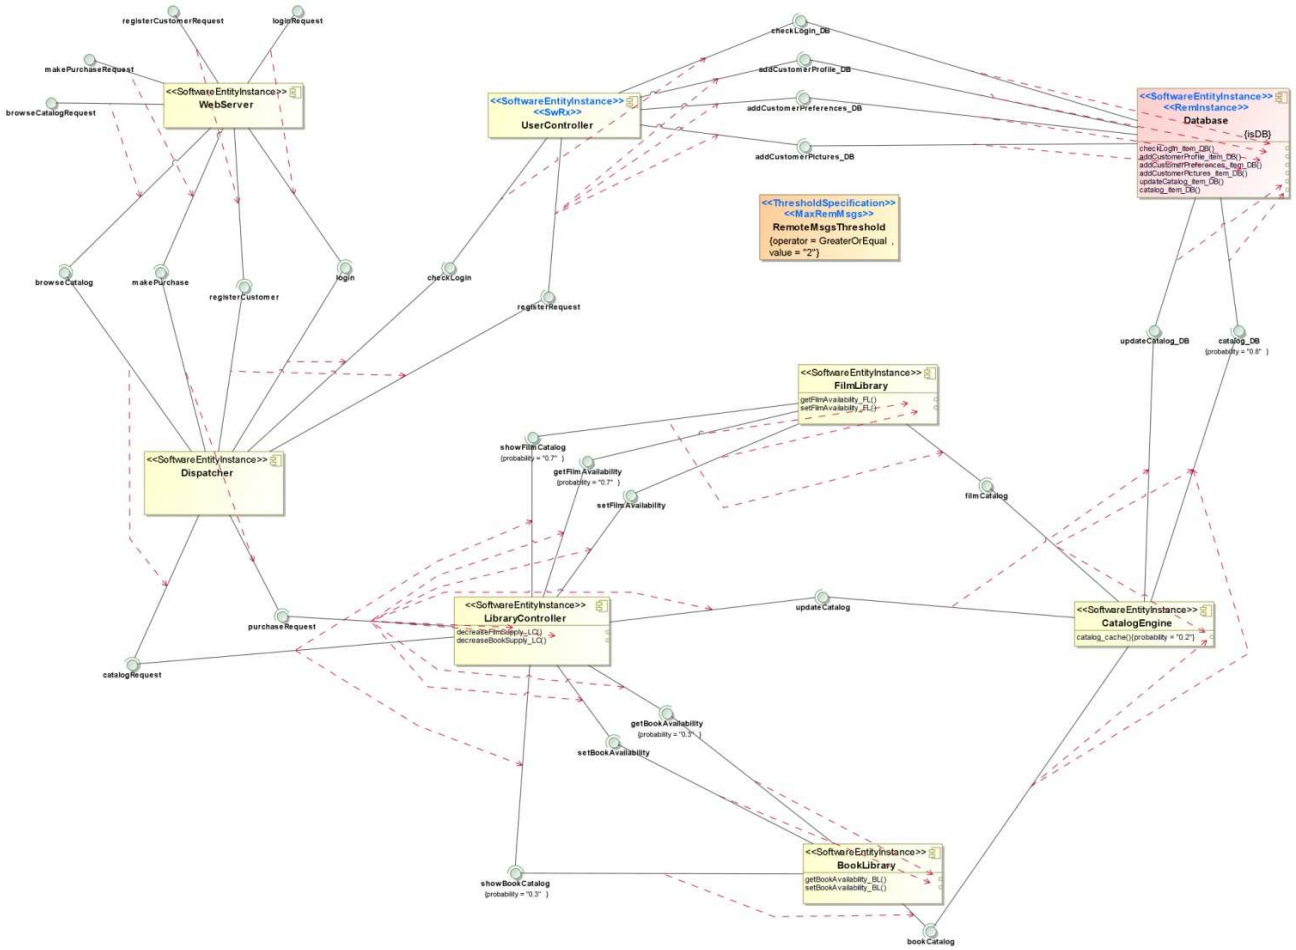 registerCustomerRequest
loginRequest
makePurchaseRequest
browseCatalogRequest
<<SoftwareEntityInstance>>
WebServer
<<SoftwareEntityInstance>>
<<SwRx>>
UserController
checkLogin_DB
addCustomerProfile_DB
addCustomerPreferences_DB
addCustomerPictures_DB
<<SoftwareEntityInstance>>
<<RemInstance>>
Database
{isDB}
checkLogin_item_DB()
addCustomerProfile_item_DB()
addCustomerPreferences_item_DB()
addCustomerPictures_item_DB()
updateCatalog_item_DB()
catalog_item_DB()
<<ThresholdSpecification>>
<<MaxRemMsgs>>
RemoteMsgsThreshold
{operator = GreaterOrEqual ,
value = "2"}
browseCatalog
makePurchase
registerCustomer
login
checkLogin
registerRequest
updateCatalog_DB
catalog_DB
{probability = "0.8" }
<<SoftwareEntityInstance>>
FilmLibrary
getFilmAvailability_FL()
setFilmAvailability_FL()
showFilmCatalog
{probability = "0.7" }
getFilmAvailability
{probability = "0.7" }
setFilmAvailability
filmCatalog
<<SoftwareEntityInstance>>
Dispatcher
purchaseRequest
catalogRequest
<<SoftwareEntityInstance>>
LibraryController
decreaseFilmSupply_LC()
decreaseBookSupply_LC()
updateCatalog
<<SoftwareEntityInstance>>
CatalogEngine
catalog_cache(){probability = "0.2"}
getBookAvailability
{probability = "0.3" }
setBookAvailability
showBookCatalog
{probability = "0.3" }
<<SoftwareEntityInstance>>
BookLibrary
getBookAvailability_BL()
setBookAvailability_BL()
bookCatalog